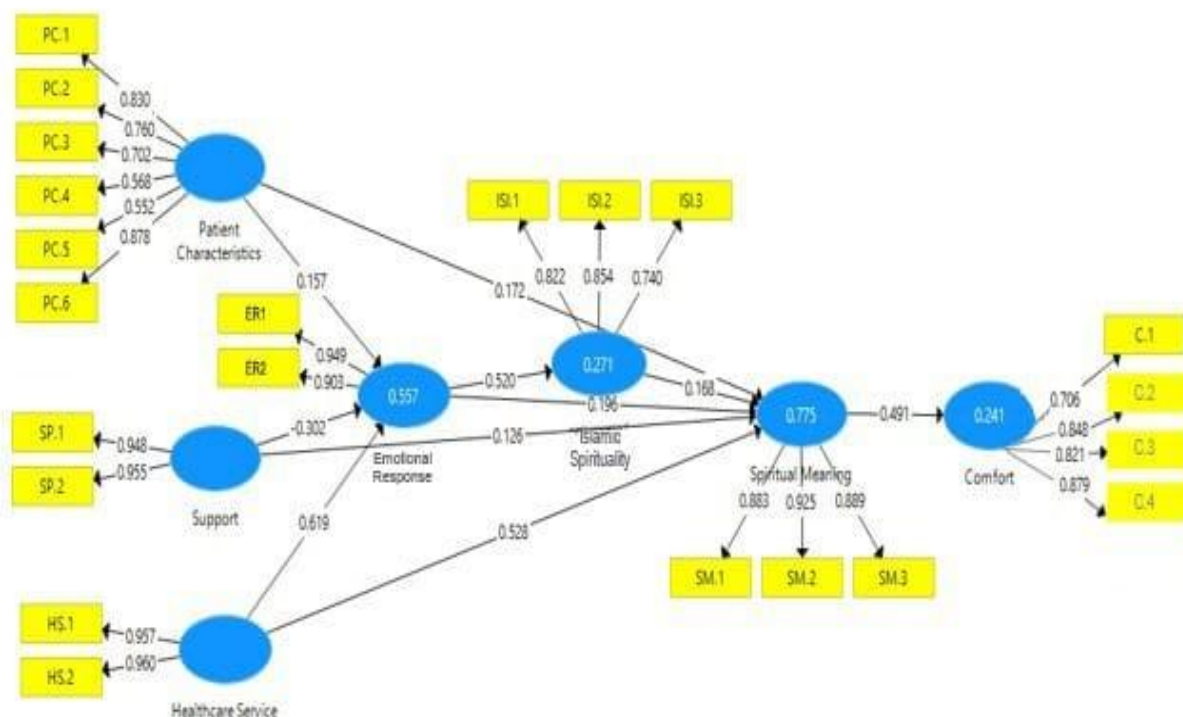 PC.1
PC.2
PC.3
PC.4
PC.5
PC.6
0.830
0.760
0.702
0.568
0.552
0.878
Patient
Characteristics
0.157
0.172
ISI.1
ISI.2
ISI.3
0.822
0.854
0.740
ER1
ER2
0.949
0.903
0.557
Emotional
Response
0.520
0.271
"Islamic"
Spirituality
0.168
0.196
0.126
-0.302
SP.1
SP.2
0.948
0.955
Support
0.619
0.528
0.775
Spiritual Meaning
0.883
0.925
0.889
SM.1
SM.2
SM.3
0.491
0.241
Comfort
C.1
C.2
C.3
C.4
0.706
0.848
0.821
0.879
HS.1
HS.2
0.957
0.960
Healthcare Service